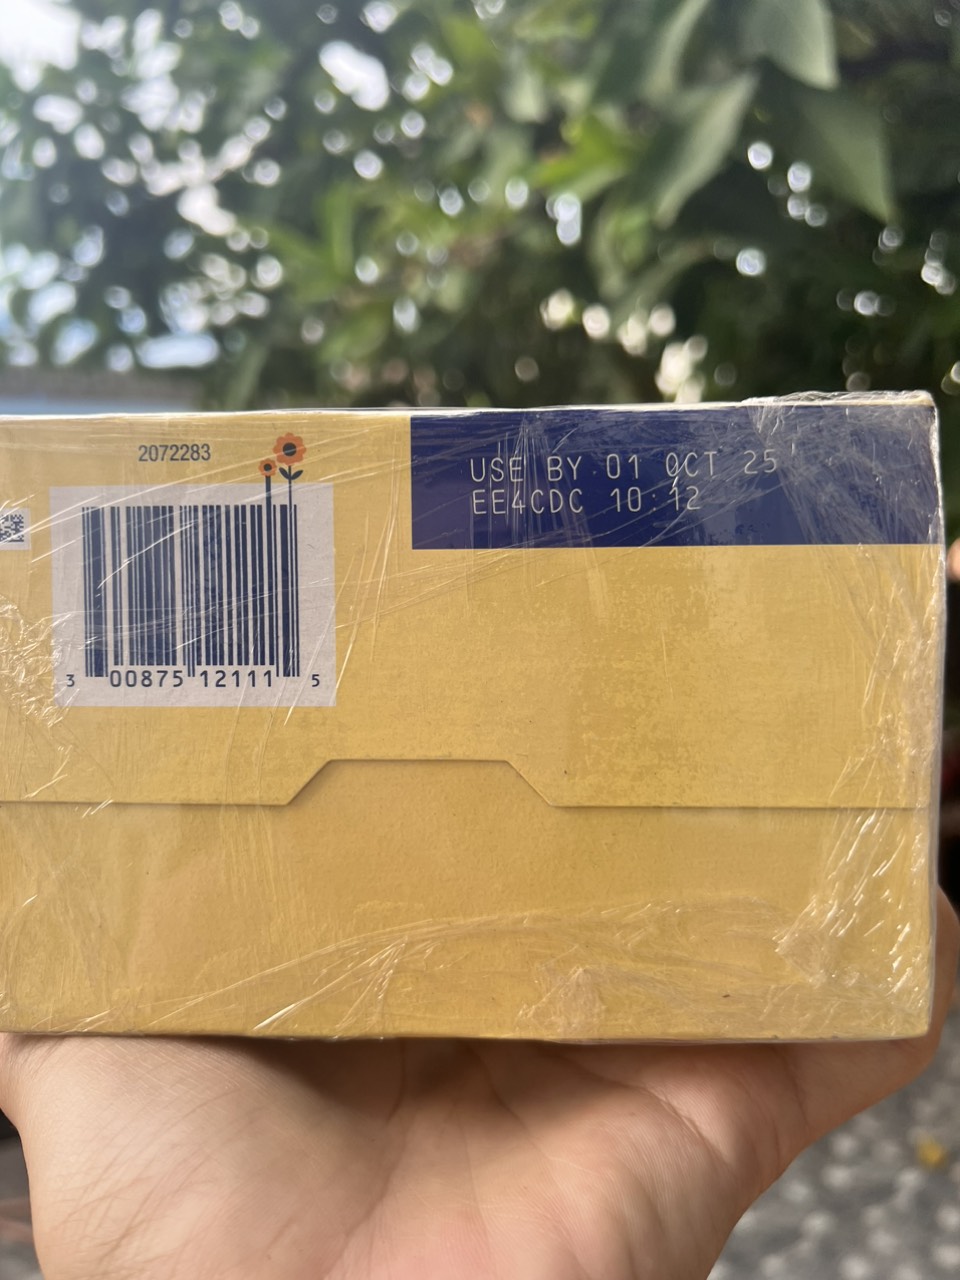 2072283
USE BY 01 OCT 25
EE4CDC 10:12
3 00875 12111 5